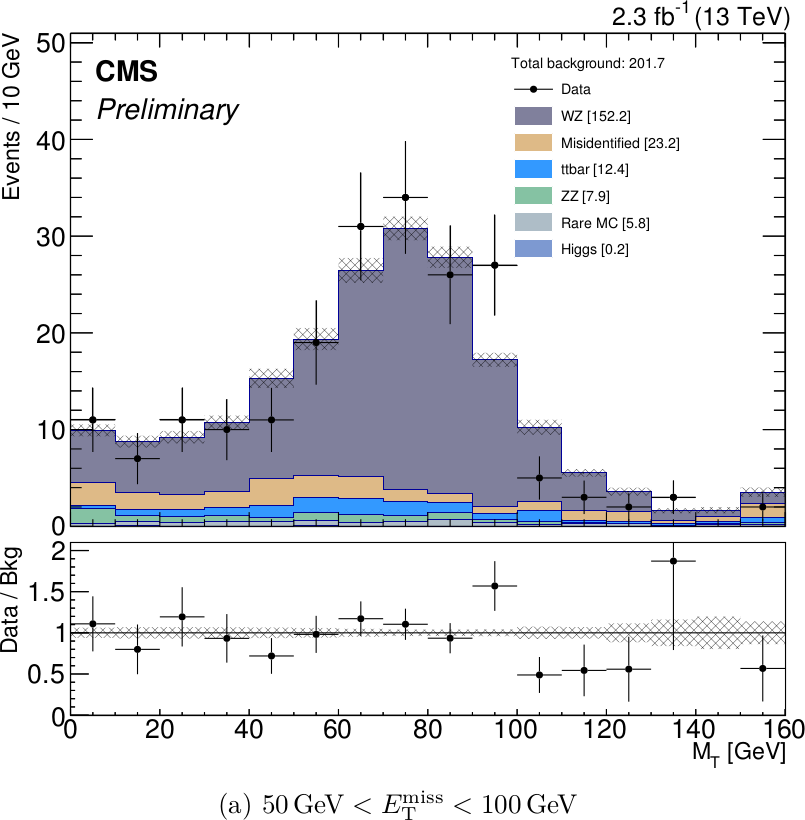 2.3 fb⁻¹ (13 TeV)
Events / 10 GeV
50
40
30
20
10
0
CMS
Preliminary
Total background: 201.7
Data
WZ [152.2]
Misidentified [23.2]
ttbar [12.4]
ZZ [7.9]
Rare MC [5.8]
Higgs [0.2]
Data / Bkg
2
1.5
1
0.5
0
0 20 40 60 80 100 120 140 160
M_T [GeV]
(a) 50 GeV < E_T^miss < 100 GeV